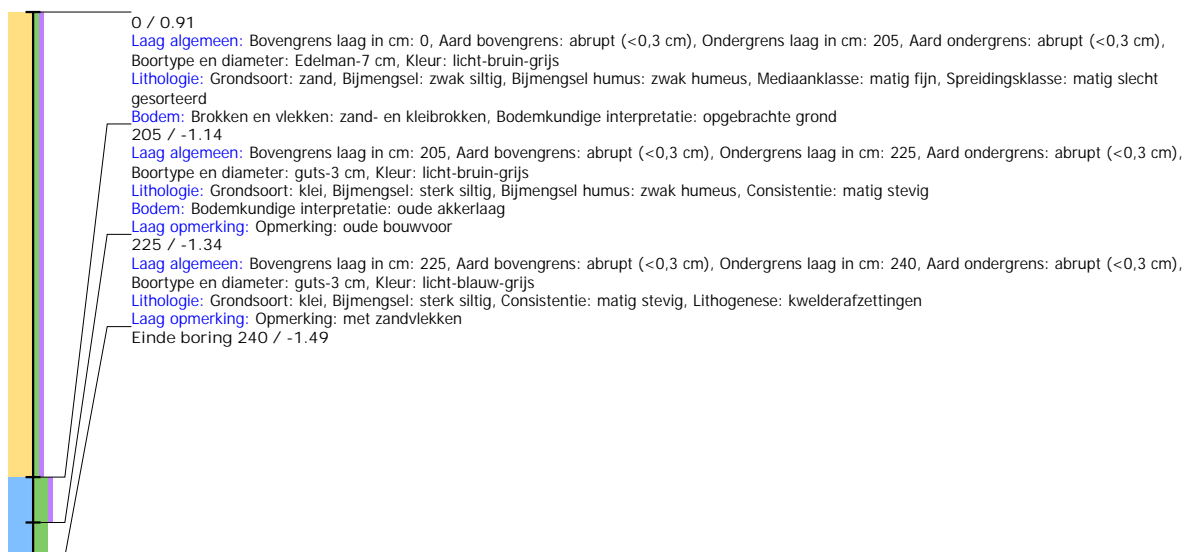 0 / 0.91
Laag algemeen: Bovengrens laag in cm: 0, Aard bovengrens: abrupt (<0,3 cm), Ondergrens laag in cm: 205, Aard ondergrens: abrupt (<0,3 cm),
Boortype en diameter: Edelman-7 cm, Kleur: licht-bruin-grijs
Lithologie: Grondsoort: zand, Bijmengsel: zwak siltig, Bijmengsel humus: zwak humeus, Mediaanklasse: matig fijn, Spreidingsklasse: matig slecht
gesorteerd
Bodem: Brokken en vlekken: zand- en kleibrokken, Bodemkundige interpretatie: opgebrachte grond
205 / -1.14
Laag algemeen: Bovengrens laag in cm: 205, Aard bovengrens: abrupt (<0,3 cm), Ondergrens laag in cm: 225, Aard ondergrens: abrupt (<0,3 cm),
Boortype en diameter: guts-3 cm, Kleur: licht-bruin-grijs
Lithologie: Grondsoort: klei, Bijmengsel: sterk siltig, Bijmengsel humus: zwak humeus, Consistentie: matig stevig
Bodem: Bodemkundige interpretatie: oude akkerlaag
Laag opmerking: Opmerking: oude bouwvoor
225 / -1.34
Laag algemeen: Bovengrens laag in cm: 225, Aard bovengrens: abrupt (<0,3 cm), Ondergrens laag in cm: 240, Aard ondergrens: abrupt (<0,3 cm),
Boortype en diameter: guts-3 cm, Kleur: licht-blauw-grijs
Lithologie: Grondsoort: klei, Bijmengsel: sterk siltig, Consistentie: matig stevig, Lithogenese: kwelderafzettingen
Laag opmerking: Opmerking: met zandvlekken
Einde boring 240 / -1.49